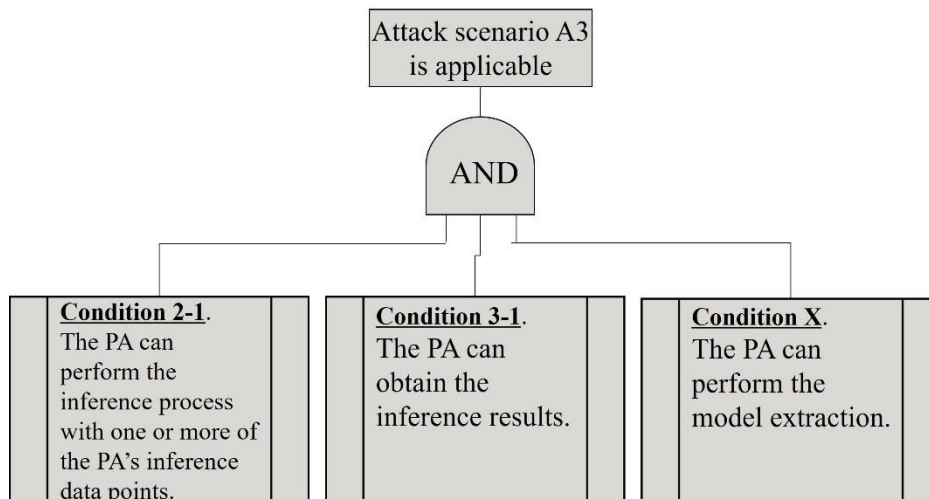 Attack scenario A3
is applicable
AND
Condition 2-1.
The PA can
perform the
inference process
with one or more of
the PA's inference
data points.
Condition 3-1.
The PA can
obtain the
inference results.
Condition X.
The PA can
perform the
model extraction.